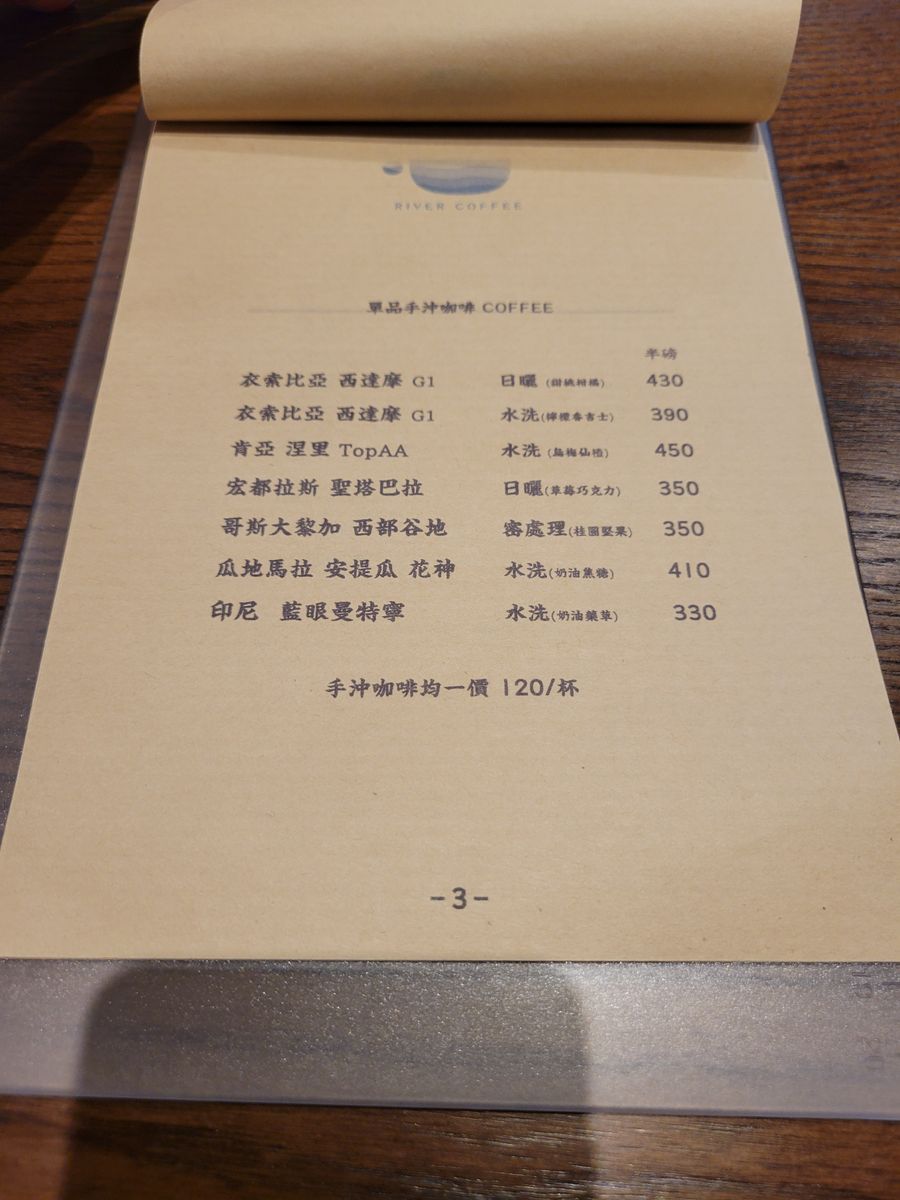 RIVER COFFEE
單品手沖咖啡 COFFEE
半磅
衣索比亞 西達摩 G1 日曬 (甜桃柑橘) 430
衣索比亞 西達摩 G1 水洗(檸檬香吉士) 390
肯亞 涅里 TopAA 水洗 (烏梅仙楂) 450
宏都拉斯 聖塔巴拉 日曬(草莓巧克力) 350
哥斯大黎加 西部谷地 蜜處理(桂圓堅果) 350
瓜地馬拉 安提瓜 花神 水洗(奶油焦糖) 410
印尼 藍眼曼特寧 水洗(奶油藥草) 330
手沖咖啡均一價 120/杯
-3-